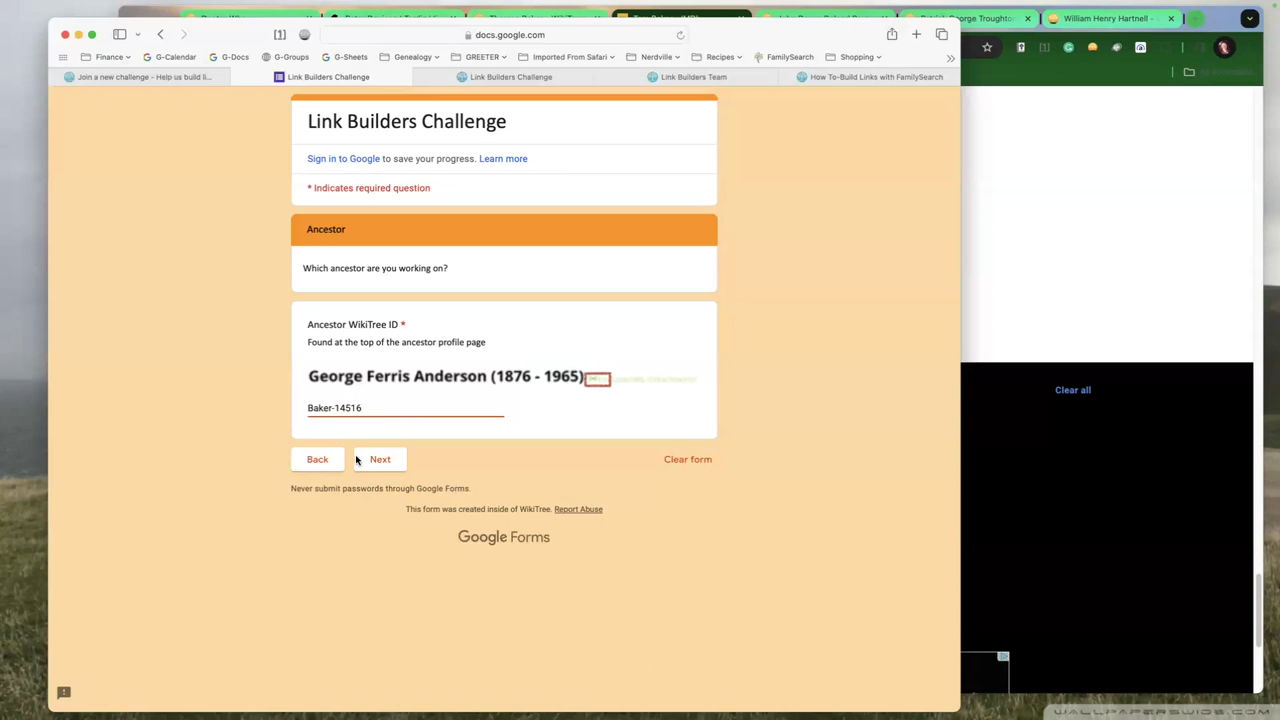 William Henry Hartnell -
docs.google.com
Finance
G-Calendar
G-Docs
G-Groups
G-Sheets
Genealogy
GREETER
Imported From Safari
Nerdville
Recipes
FamilySearch
Shopping
Join a new challenge - Help us build li...
Link Builders Challenge
Link Builders Challenge
Link Builders Team
How To-Build Links with FamilySearch
Link Builders Challenge
Sign in to Google to save your progress. Learn more
* Indicates required question
Ancestor
Which ancestor are you working on?
Ancestor WikiTree ID *
Found at the top of the ancestor profile page
George Ferris Anderson (1876 - 1965)
Baker-14516
Back
Next
Clear form
Never submit passwords through Google Forms.
This form was created inside of WikiTree. Report Abuse
Google Forms
Clear all
WALLPAPERSWIDE.COM